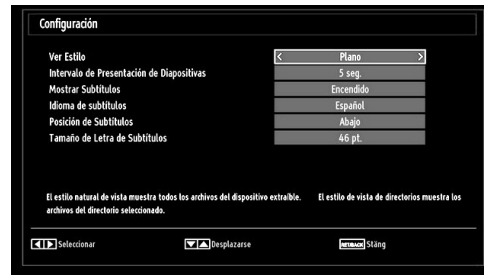 Configuración
Ver Estilo < Plano >
Intervalo de Presentación de Diapositivas 5 seg.
Mostrar Subtítulos Encendido
Idioma de subtítulos Español
Posición de Subtítulos Abajo
Tamaño de Letra de Subtítulos 46 pt.
El estilo natural de vista muestra todos los archivos del dispositivo extraíble. El estilo de vista de directorios muestra los
archivos del directorio seleccionado.
Seleccionar Desplazarse RETBACK Stäng